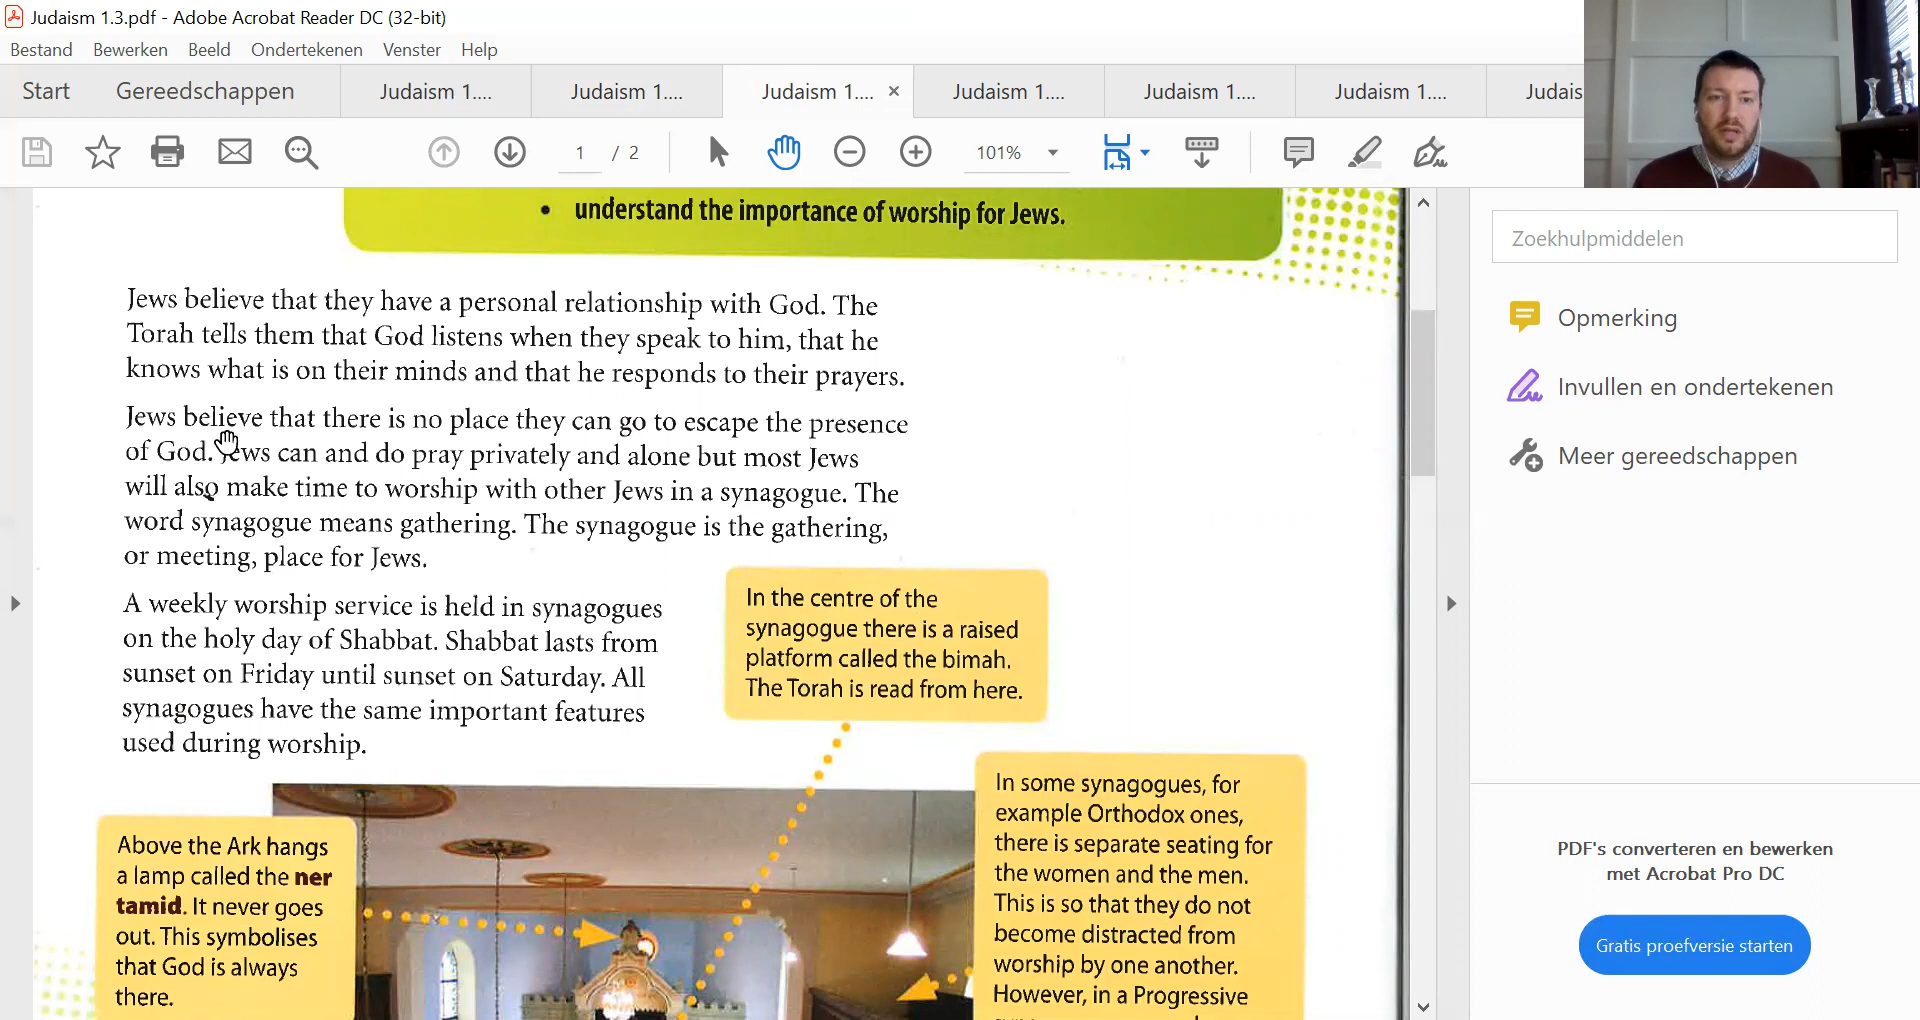 Judaism 1.3.pdf - Adobe Acrobat Reader DC (32-bit)
Bestand Bewerken Beeld Ondertekenen Venster Help
Start Gereedschappen Judaism 1.... Judaism 1.... Judaism 1.... × Judaism 1.... Judaism 1.... Judaism 1.... Judais
1 / 2 101%
• understand the importance of worship for Jews.
Jews believe that they have a personal relationship with God. The
Torah tells them that God listens when they speak to him, that he
knows what is on their minds and that he responds to their prayers.
Jews believe that there is no place they can go to escape the presence
of God. Jews can and do pray privately and alone but most Jews
will also make time to worship with other Jews in a synagogue. The
word synagogue means gathering. The synagogue is the gathering,
or meeting, place for Jews.
A weekly worship service is held in synagogues
on the holy day of Shabbat. Shabbat lasts from
sunset on Friday until sunset on Saturday. All
synagogues have the same important features
used during worship.
In the centre of the
synagogue there is a raised
platform called the bimah.
The Torah is read from here.
Above the Ark hangs
a lamp called the ner
tamid. It never goes
out. This symbolises
that God is always
there.
In some synagogues, for
example Orthodox ones,
there is separate seating for
the women and the men.
This is so that they do not
become distracted from
worship by one another.
However, in a Progressive
Zoekhulpmiddelen
Opmerking
Invullen en ondertekenen
Meer gereedschappen
PDF's converteren en bewerken
met Acrobat Pro DC
Gratis proefversie starten